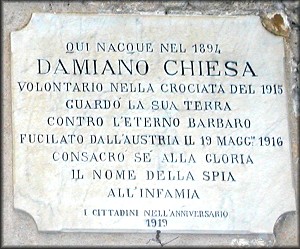 QUI NACQUE NEL 1894
DAMIANO CHIESA
VOLONTARIO NELLA CROCIATA DEL 1915
GUARDÒ LA SUA TERRA
CONTRO L'ETERNO BARBARO
FUCILATO DALL'AUSTRIA IL 19 MAGGº 1916
CONSACRÒ SÈ ALLA GLORIA
IL NOME DELLA SPIA
ALL'INFAMIA
I CITTADINI NELL'ANNIVERSARIO
1919